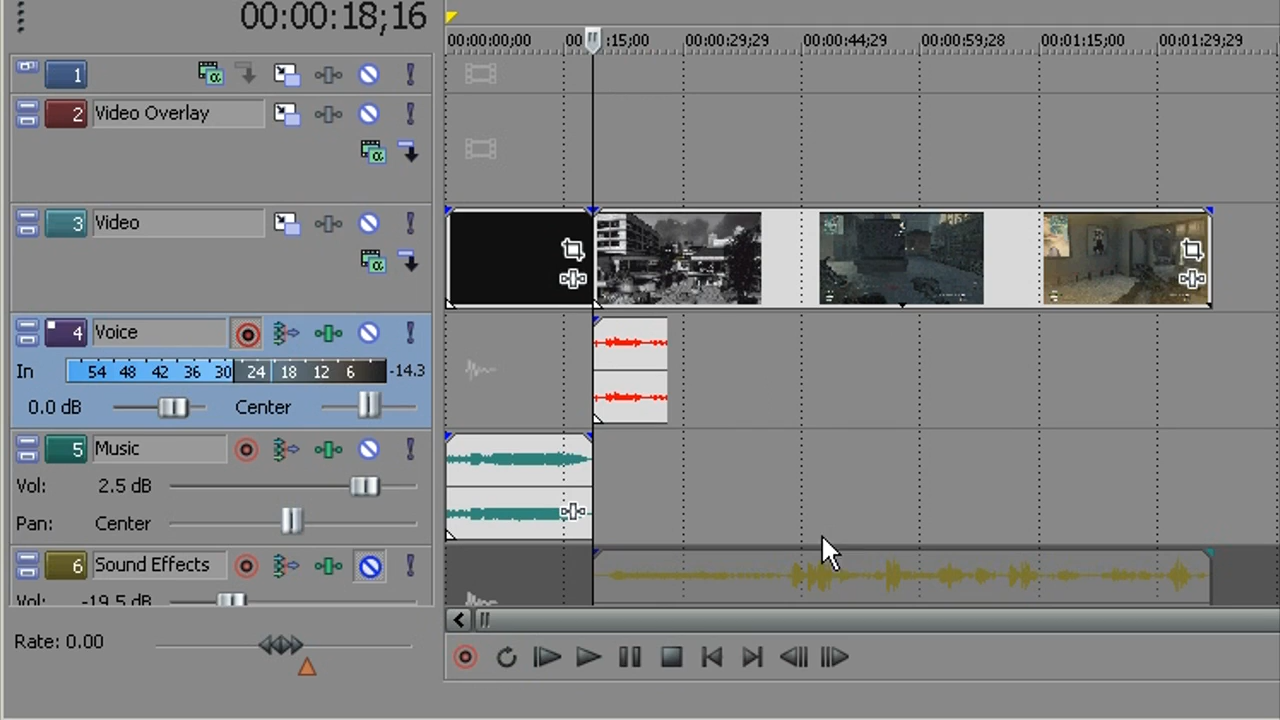 00:00:18;16
00:00:00;00 00 :15;00 00:00:29;29 00:00:44;29 00:00:59;28 00:01:15;00 00:01:29;29
1
2 Video Overlay
3 Video
4 Voice
In 54 48 42 36 30 24 18 12 6 -14.3
0.0 dB Center
5 Music
Vol: 2.5 dB
Pan: Center
6 Sound Effects
Vol: -19.5 dB
Rate: 0.00